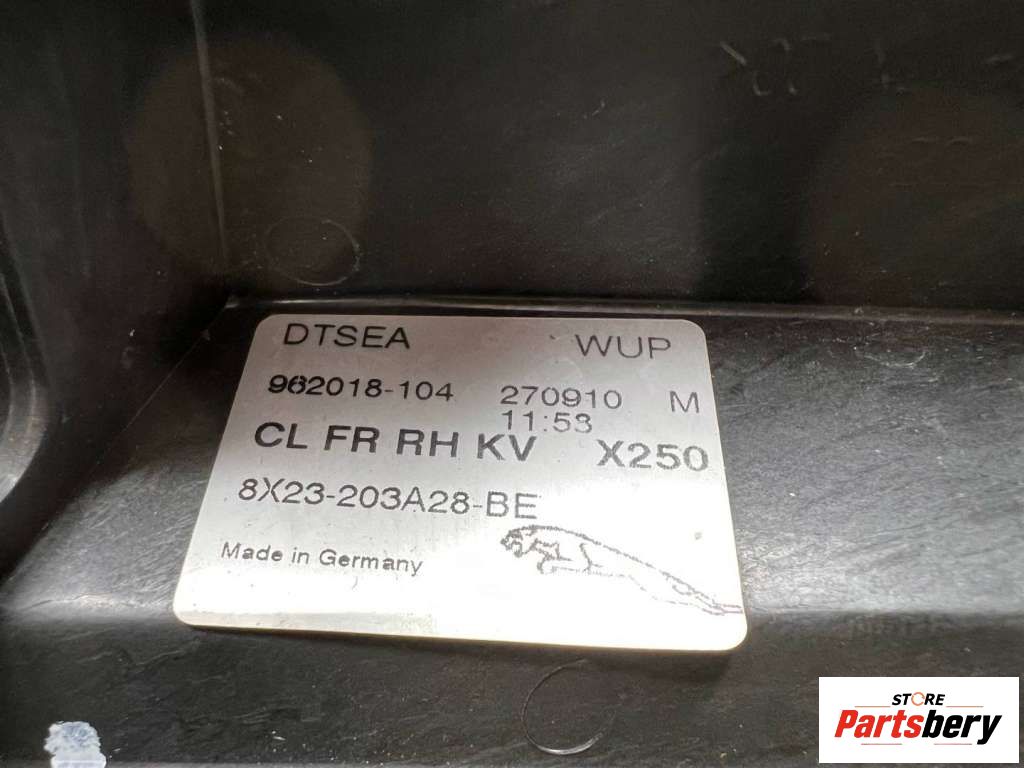 DTSEA WUP
962018-104 270910 M
11:53
CL FR RH KV X250
8X23-203A28-BE
Made in Germany
STORE
Partsbery